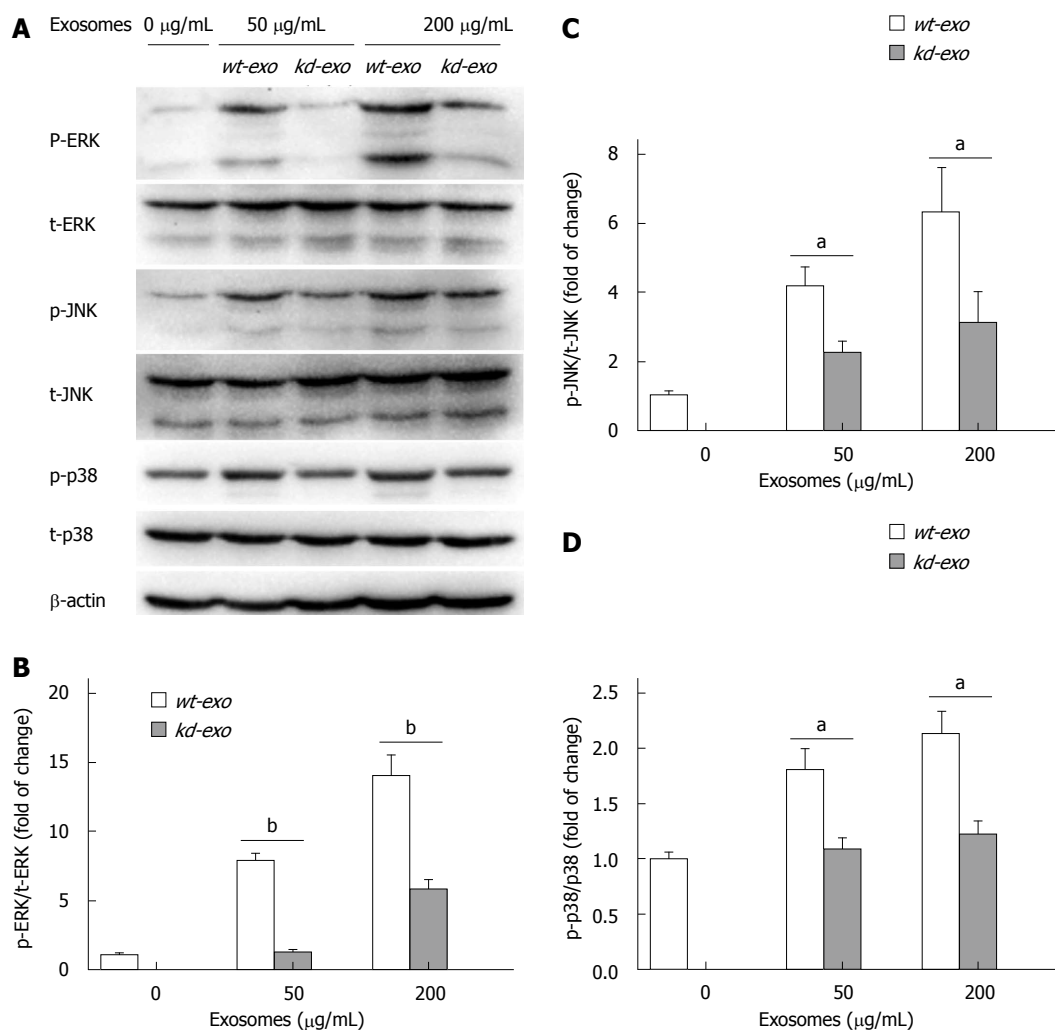 A
Exosomes 0 μg/mL 50 μg/mL 200 μg/mL
wt-exo kd-exo wt-exo kd-exo
P-ERK
t-ERK
p-JNK
t-JNK
p-p38
t-p38
β-actin
B
wt-exo
kd-exo
p-ERK/t-ERK (fold of change)
20
15
10
5
0
b
b
0 50 200
Exosomes (μg/mL)
C
wt-exo
kd-exo
p-JNK/t-JNK (fold of change)
8
6
4
2
0
a
a
0 50 200
Exosomes (μg/mL)
D
wt-exo
kd-exo
p-p38/p38 (fold of change)
2.5
2.0
1.5
1.0
0.5
0.0
a
a
0 50 200
Exosomes (μg/mL)